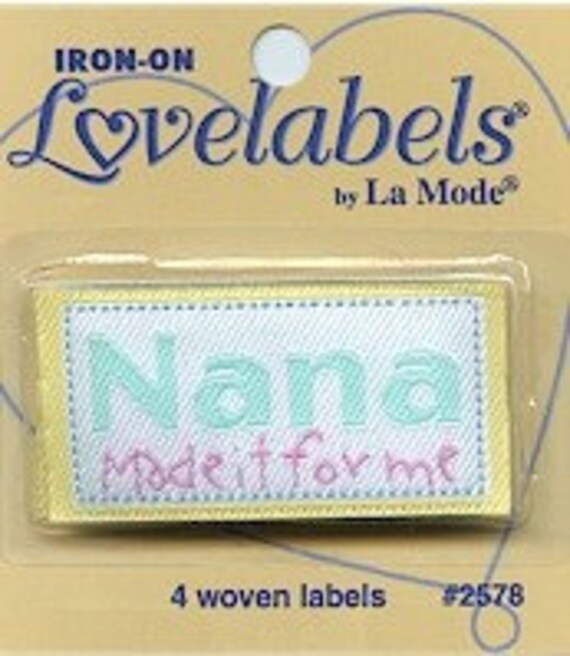 IRON-ON
Lovelabels®
by La Mode®
Nana
Made it for me
4 woven labels #2578